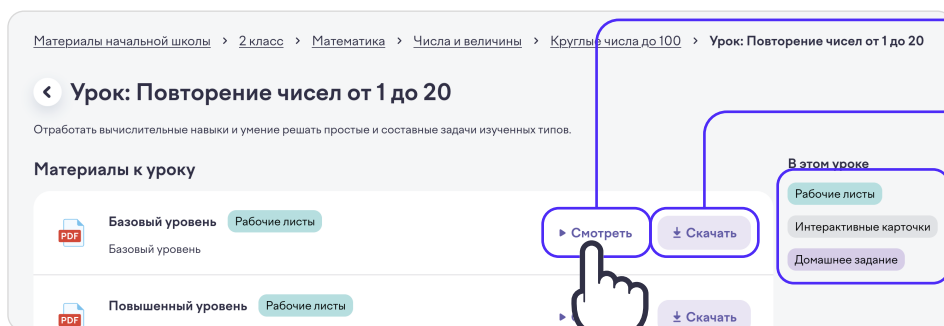 Материалы начальной школы > 2 класс > Математика > Числа и величины > Круглые числа до 100 > Урок: Повторение чисел от 1 до 20
Урок: Повторение чисел от 1 до 20
Отработать вычислительные навыки и умение решать простые и составные задачи изученных типов.
Материалы к уроку
PDF
Базовый уровень Рабочие листы
Базовый уровень
Смотреть
Скачать
PDF
Повышенный уровень Рабочие листы
Скачать
В этом уроке
Рабочие листы
Интерактивные карточки
Домашнее задание